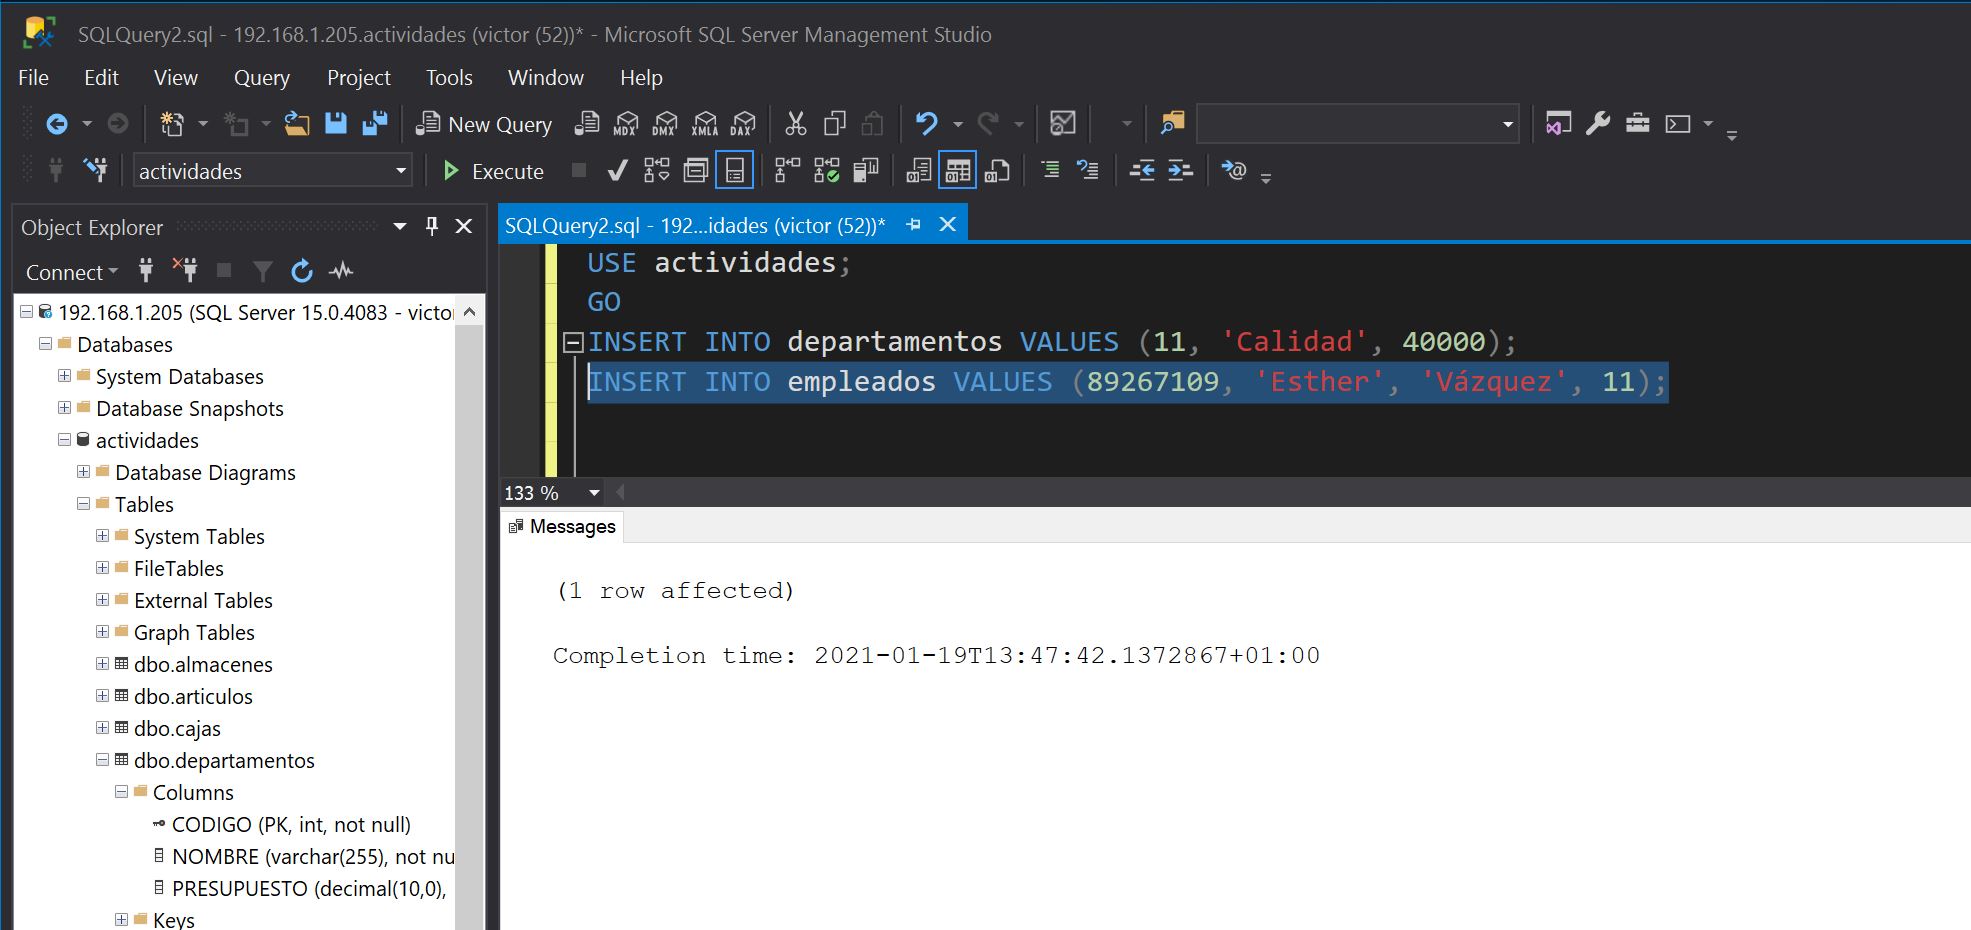 SQLQuery2.sql - 192.168.1.205.actividades (victor (52))* - Microsoft SQL Server Management Studio
File Edit View Query Project Tools Window Help
New Query MDX DMX XMLA DAX
actividades Execute
Object Explorer
Connect
192.168.1.205 (SQL Server 15.0.4083 - victo
Databases
System Databases
Database Snapshots
actividades
Database Diagrams
Tables
System Tables
FileTables
External Tables
Graph Tables
dbo.almacenes
dbo.articulos
dbo.cajas
dbo.departamentos
Columns
CODIGO (PK, int, not null)
NOMBRE (varchar(255), not nu
PRESUPUESTO (decimal(10,0),
Keys
SQLQuery2.sql - 192...idades (victor (52))*
USE actividades;
GO
INSERT INTO departamentos VALUES (11, 'Calidad', 40000);
INSERT INTO empleados VALUES (89267109, 'Esther', 'Vázquez', 11);
133 %
Messages
(1 row affected)
Completion time: 2021-01-19T13:47:42.1372867+01:00